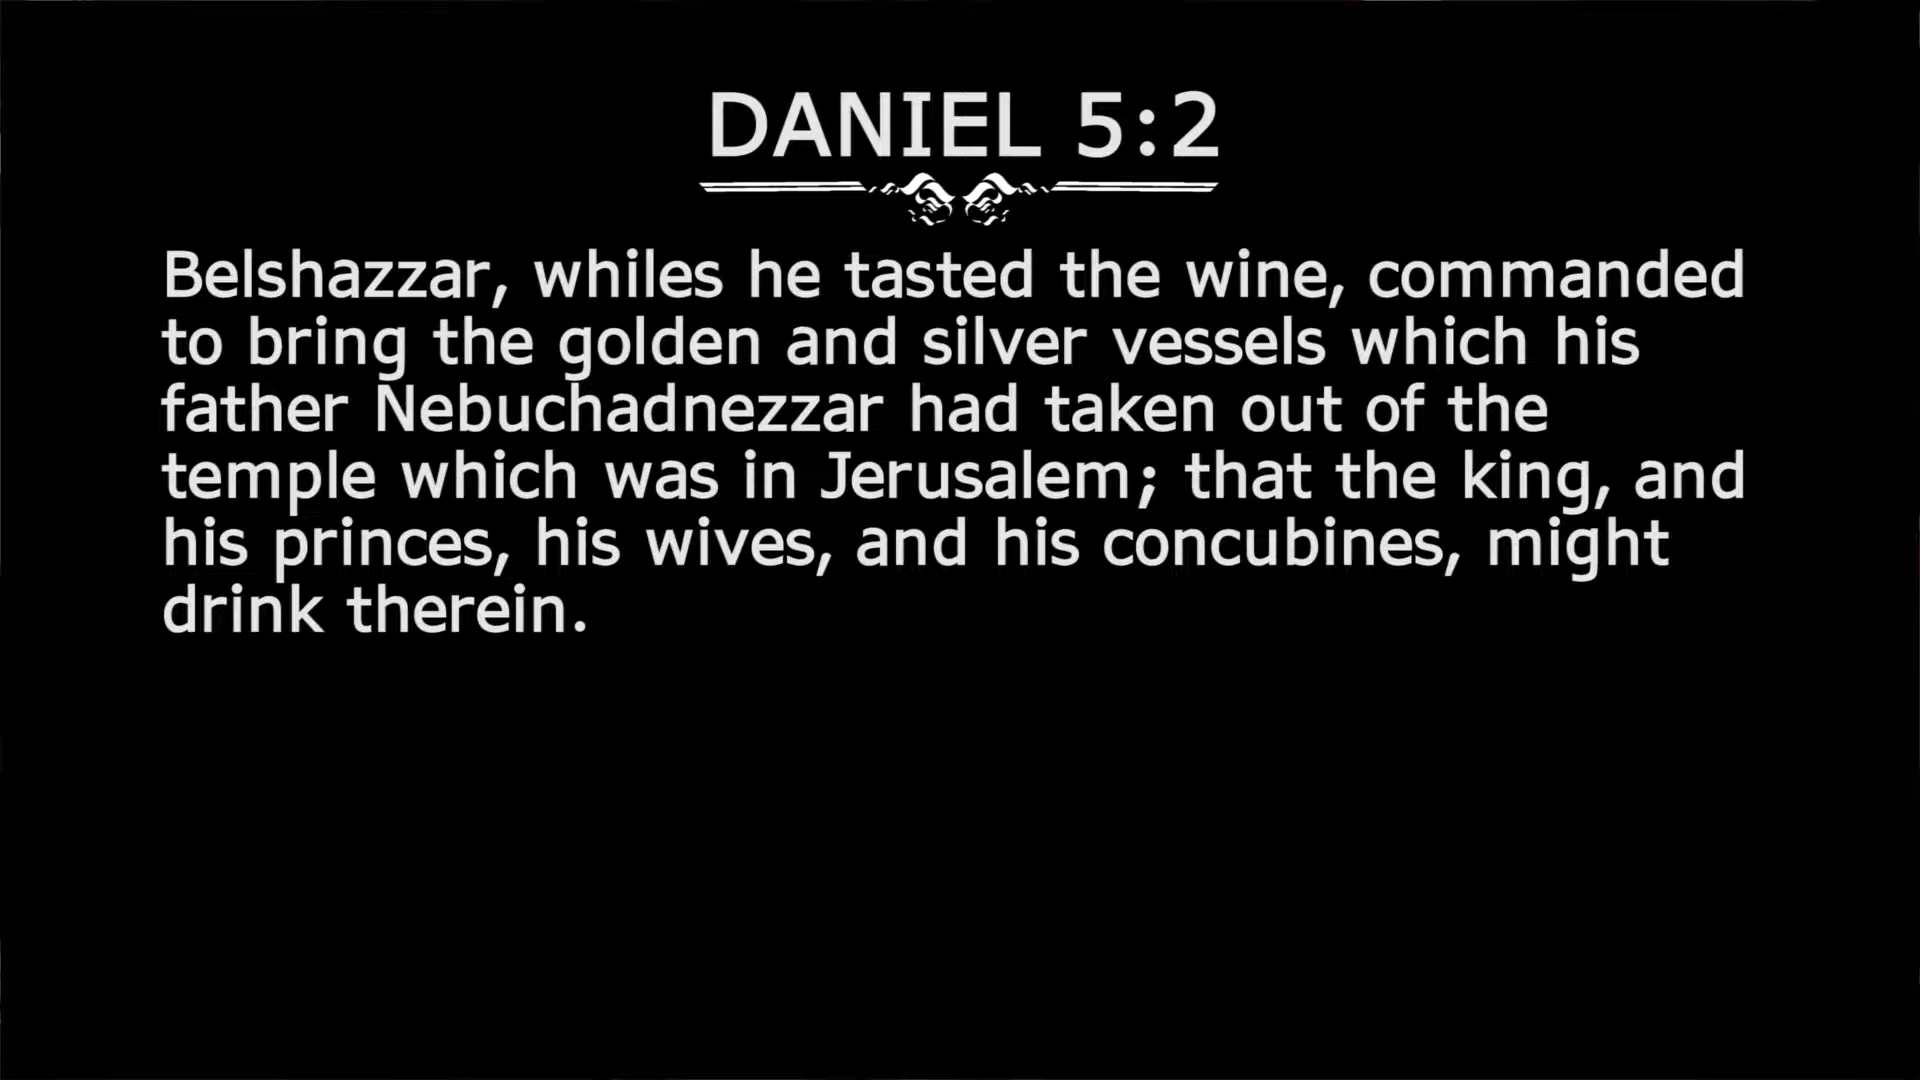 DANIEL 5:2
Belshazzar, whiles he tasted the wine, commanded
to bring the golden and silver vessels which his
father Nebuchadnezzar had taken out of the
temple which was in Jerusalem; that the king, and
his princes, his wives, and his concubines, might
drink therein.